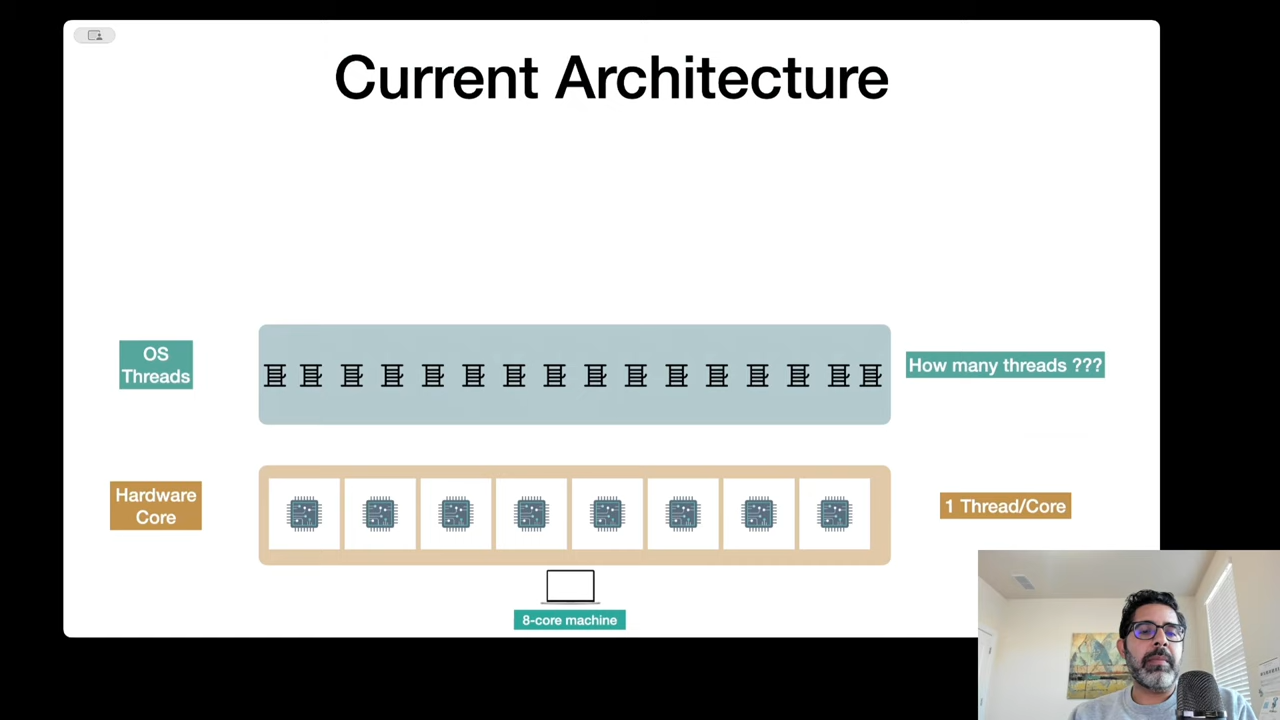 Current Architecture
OS
Threads
How many threads ???
Hardware
Core
1 Thread/Core
8-core machine